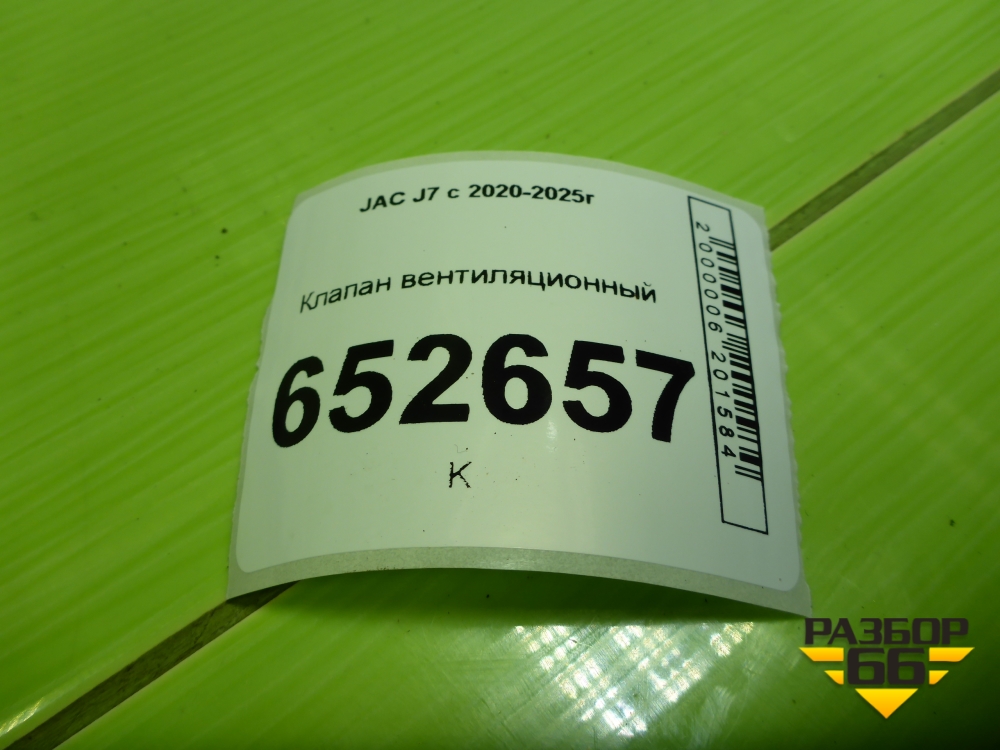 JAC J7 с 2020-2025г
Клапан вентиляционный
652657
К
2000006201584
РАЗБОР
66